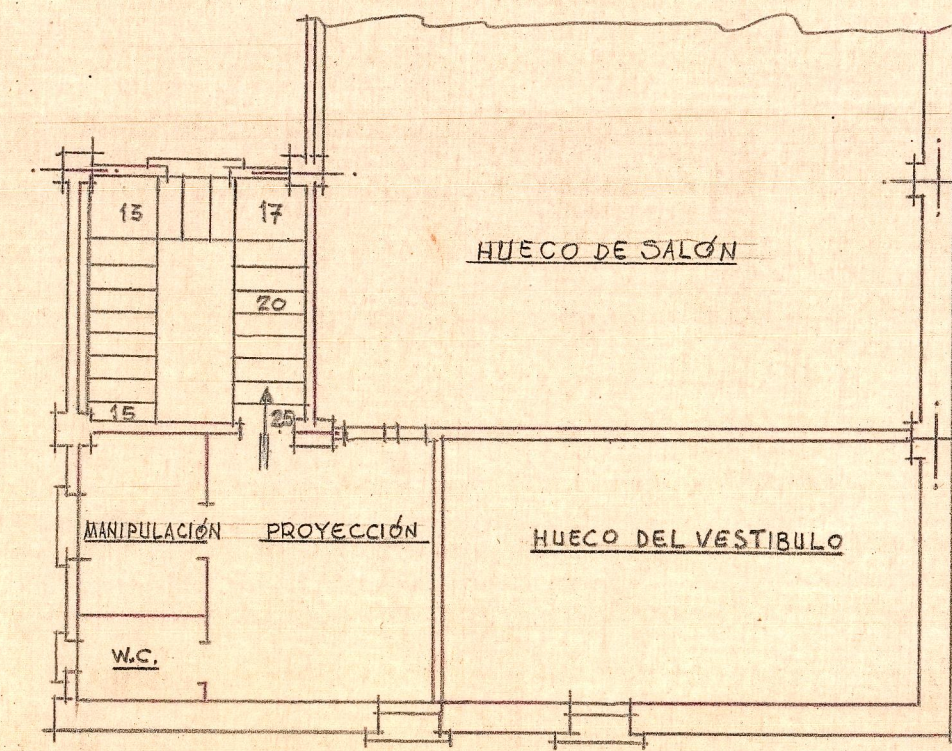 13
17
HUECO DE SALÓN
20
15
25
MANIPULACIÓN
PROYECCIÓN
HUECO DEL VESTIBULO
W.C.